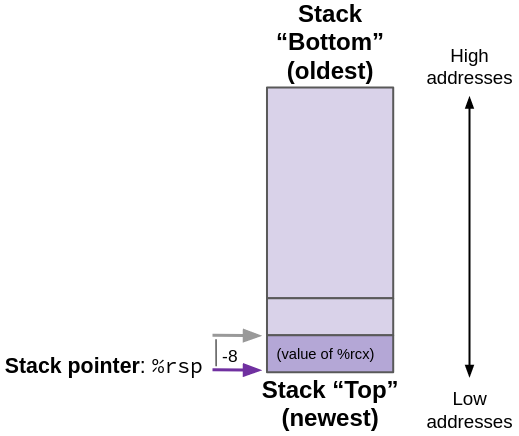 Stack
“Bottom”
(oldest)
High
addresses
-8
(value of %rcx)
Stack pointer: %rsp
Stack “Top”
(newest)
Low
addresses